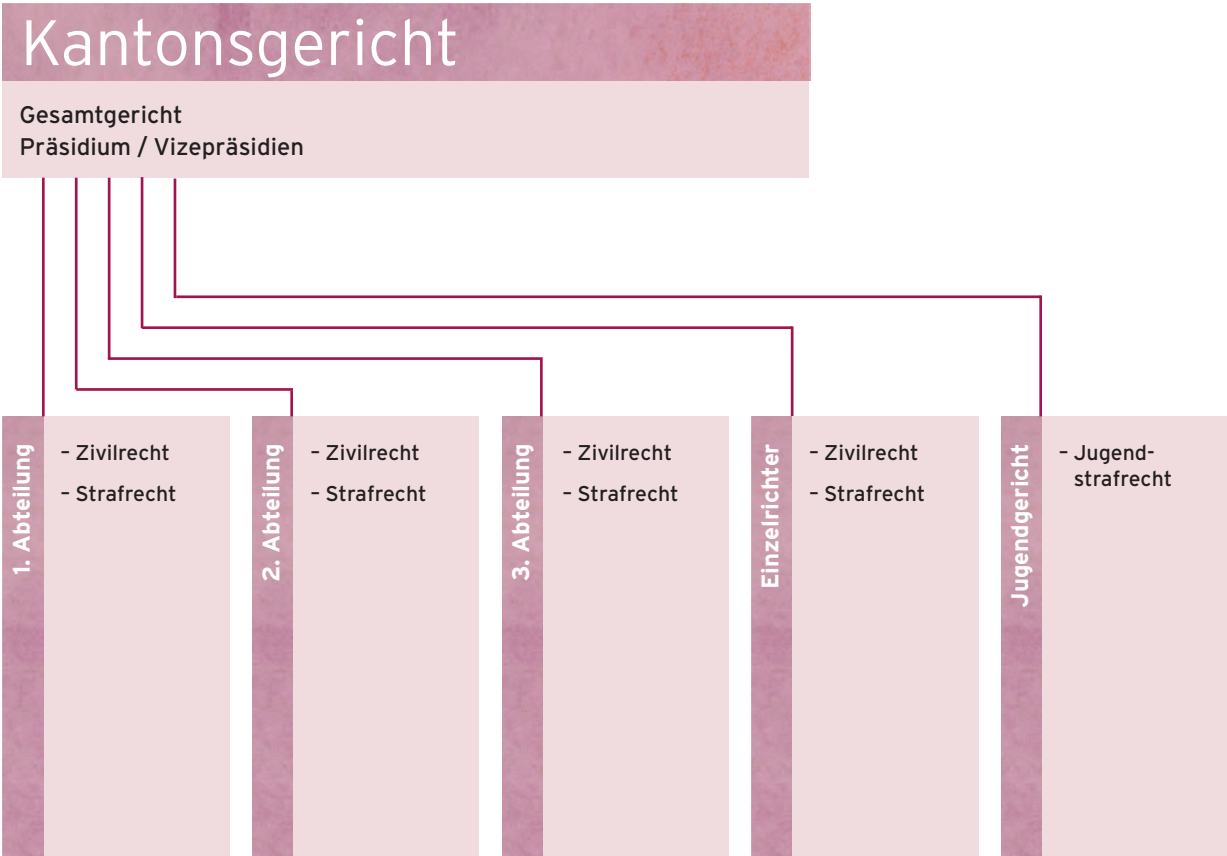 Kantonsgericht
Gesamtgericht
Präsidium / Vizepräsidien
1. Abteilung
– Zivilrecht
– Strafrecht
2. Abteilung
– Zivilrecht
– Strafrecht
3. Abteilung
– Zivilrecht
– Strafrecht
Einzelrichter
– Zivilrecht
– Strafrecht
Jugendgericht
– Jugend-
strafrecht